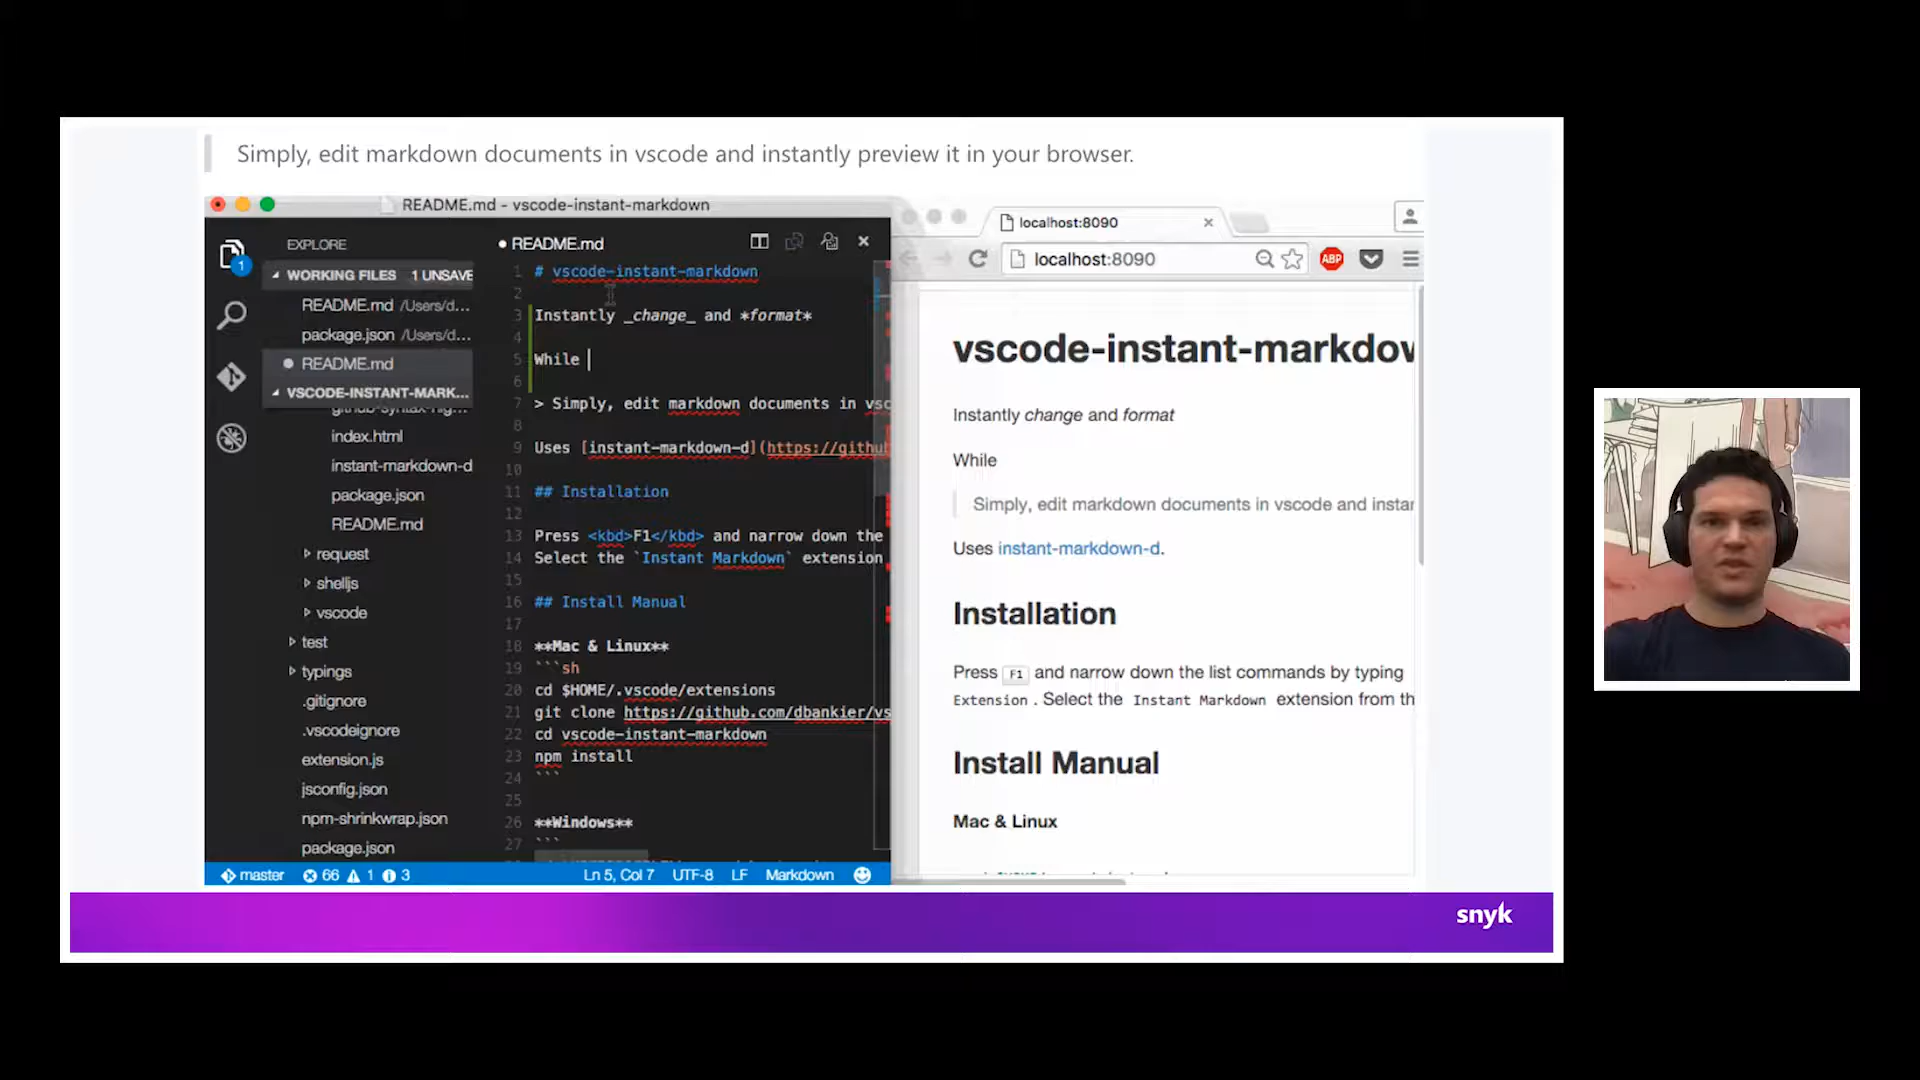 Simply, edit markdown documents in vscode and instantly preview it in your browser.
README.md - vscode-instant-markdown
EXPLORE
1
WORKING FILES 1 UNSAVE
README.md /Users/d...
package.json /Users/d...
README.md
VSCODE-INSTANT-MARK...
index.html
instant-markdown-d
package.json
README.md
request
shelljs
vscode
test
typings
.gitignore
.vscodeignore
extension.js
jsconfig.json
npm-shrinkwrap.json
package.json
README.md
1 # vscode-instant-markdown
2
3 Instantly _change_ and *format*
4
5 While
6
7 > Simply, edit markdown documents in vsc
8
9 Uses [instant-markdown-d](https://githu
10
11 ## Installation
12
13 Press <kbd>F1</kbd> and narrow down the
14 Select the `Instant Markdown` extension
15
16 ## Install Manual
17
18 **Mac & Linux**
19 ```sh
20 cd $HOME/.vscode/extensions
21 git clone https://github.com/dbankier/vs
22 cd vscode-instant-markdown
23 npm install
24 ```
25
26 **Windows**
27 ```
master 66 1 3 Ln 5, Col 7 UTF-8 LF Markdown
localhost:8090
localhost:8090
ABP
vscode-instant-markdov
Instantly change and format
While
Simply, edit markdown documents in vscode and instar
Uses instant-markdown-d.
Installation
Press F1 and narrow down the list commands by typing
Extension . Select the Instant Markdown extension from th
Install Manual
Mac & Linux
snyk